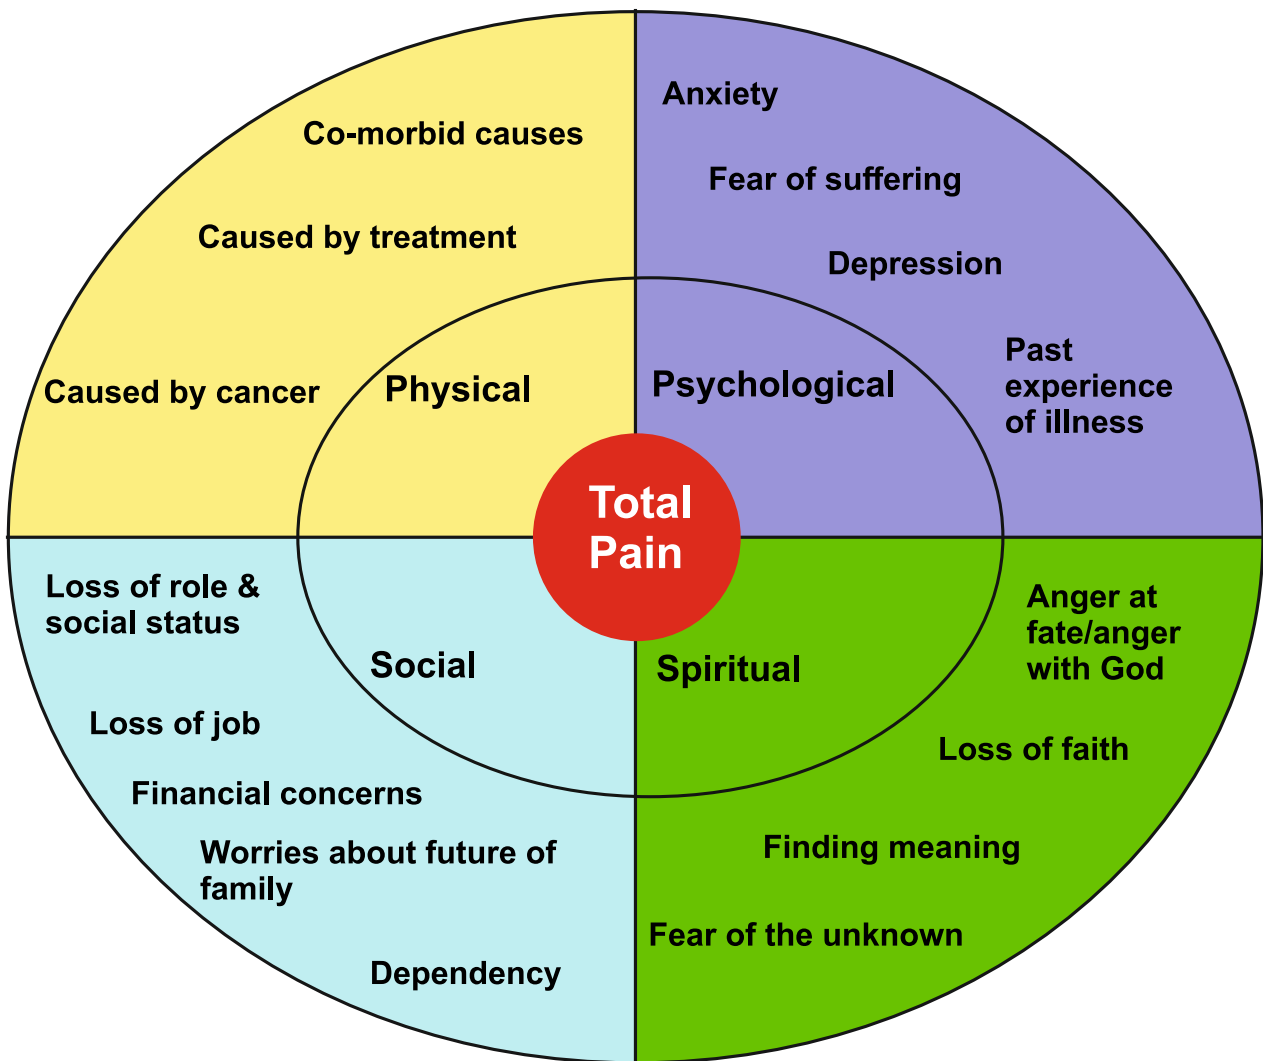 Co-morbid causes
Caused by treatment
Caused by cancer
Physical
Anxiety
Fear of suffering
Depression
Past
experience
of illness
Psychological
Total
Pain
Loss of role &
social status
Social
Loss of job
Financial concerns
Worries about future of
family
Dependency
Spiritual
Anger at
fate/anger
with God
Loss of faith
Finding meaning
Fear of the unknown